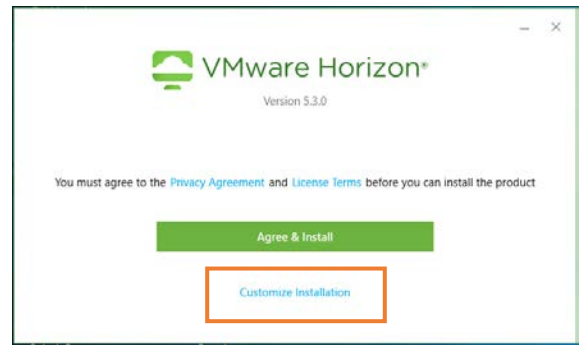 VMware Horizon®
Version 5.3.0
You must agree to the Privacy Agreement and License Terms before you can install the product
Agree & Install
Customize Installation